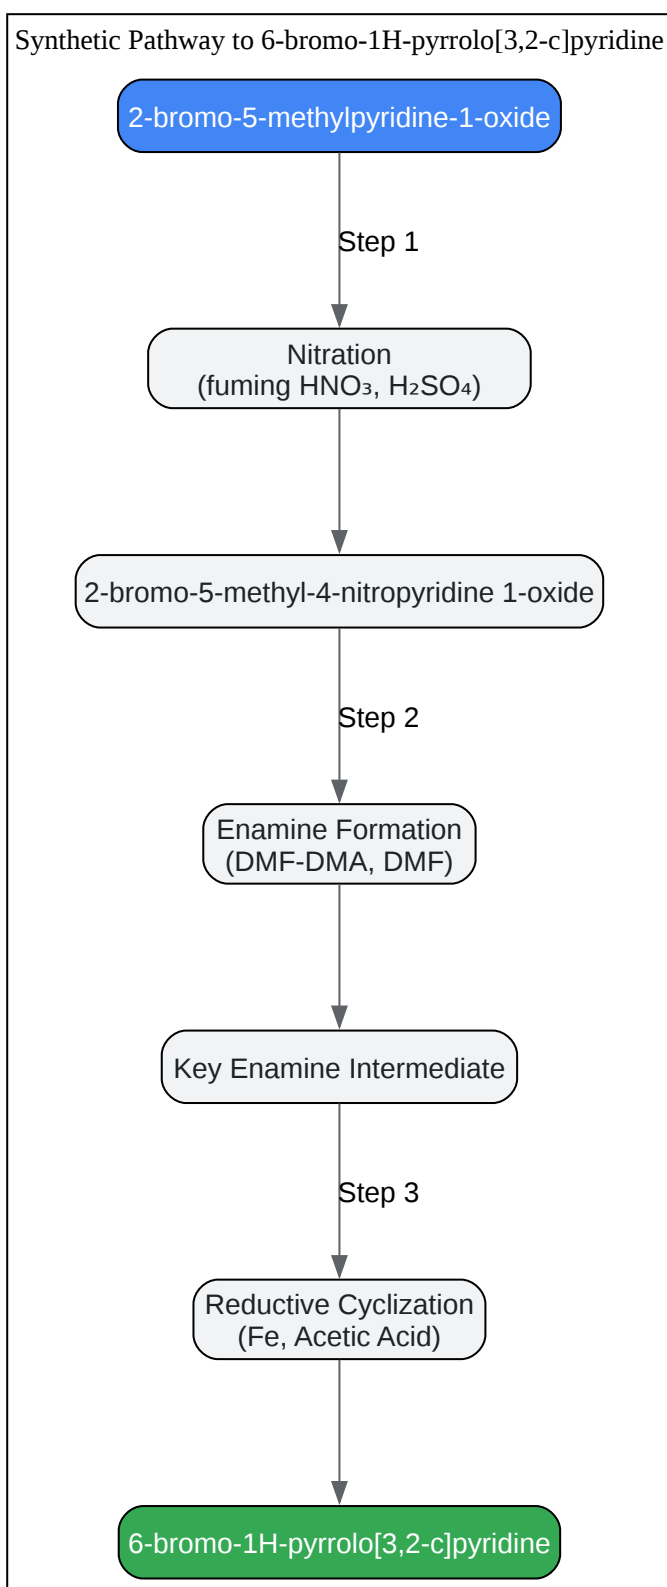 Synthetic Pathway to 6-bromo-1H-pyrrolo[3,2-c]pyridine
2-bromo-5-methylpyridine-1-oxide
Step 1
Nitration
(fuming HNO₃, H₂SO₄)
2-bromo-5-methyl-4-nitropyridine 1-oxide
Step 2
Enamine Formation
(DMF-DMA, DMF)
Key Enamine Intermediate
Step 3
Reductive Cyclization
(Fe, Acetic Acid)
6-bromo-1H-pyrrolo[3,2-c]pyridine